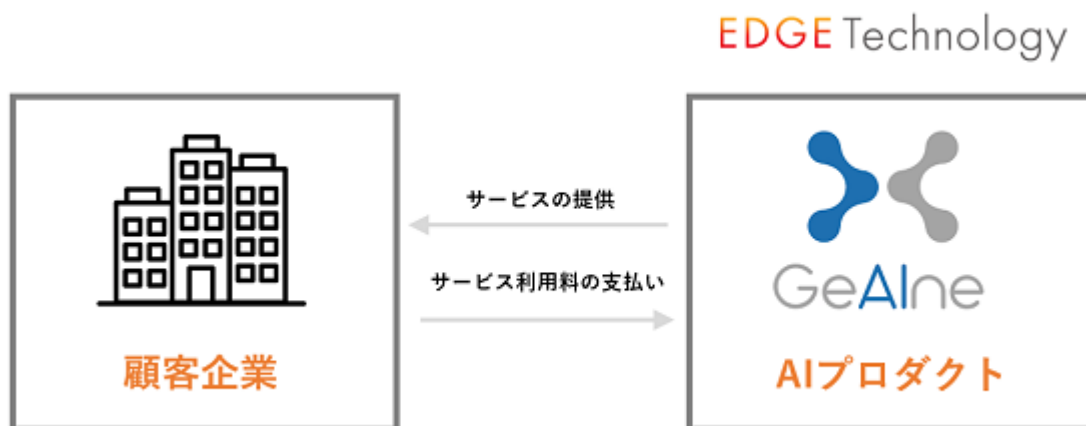 EDGE Technology
サービスの提供
サービス利用料の支払い
GeAIne
顧客企業
AIプロダクト